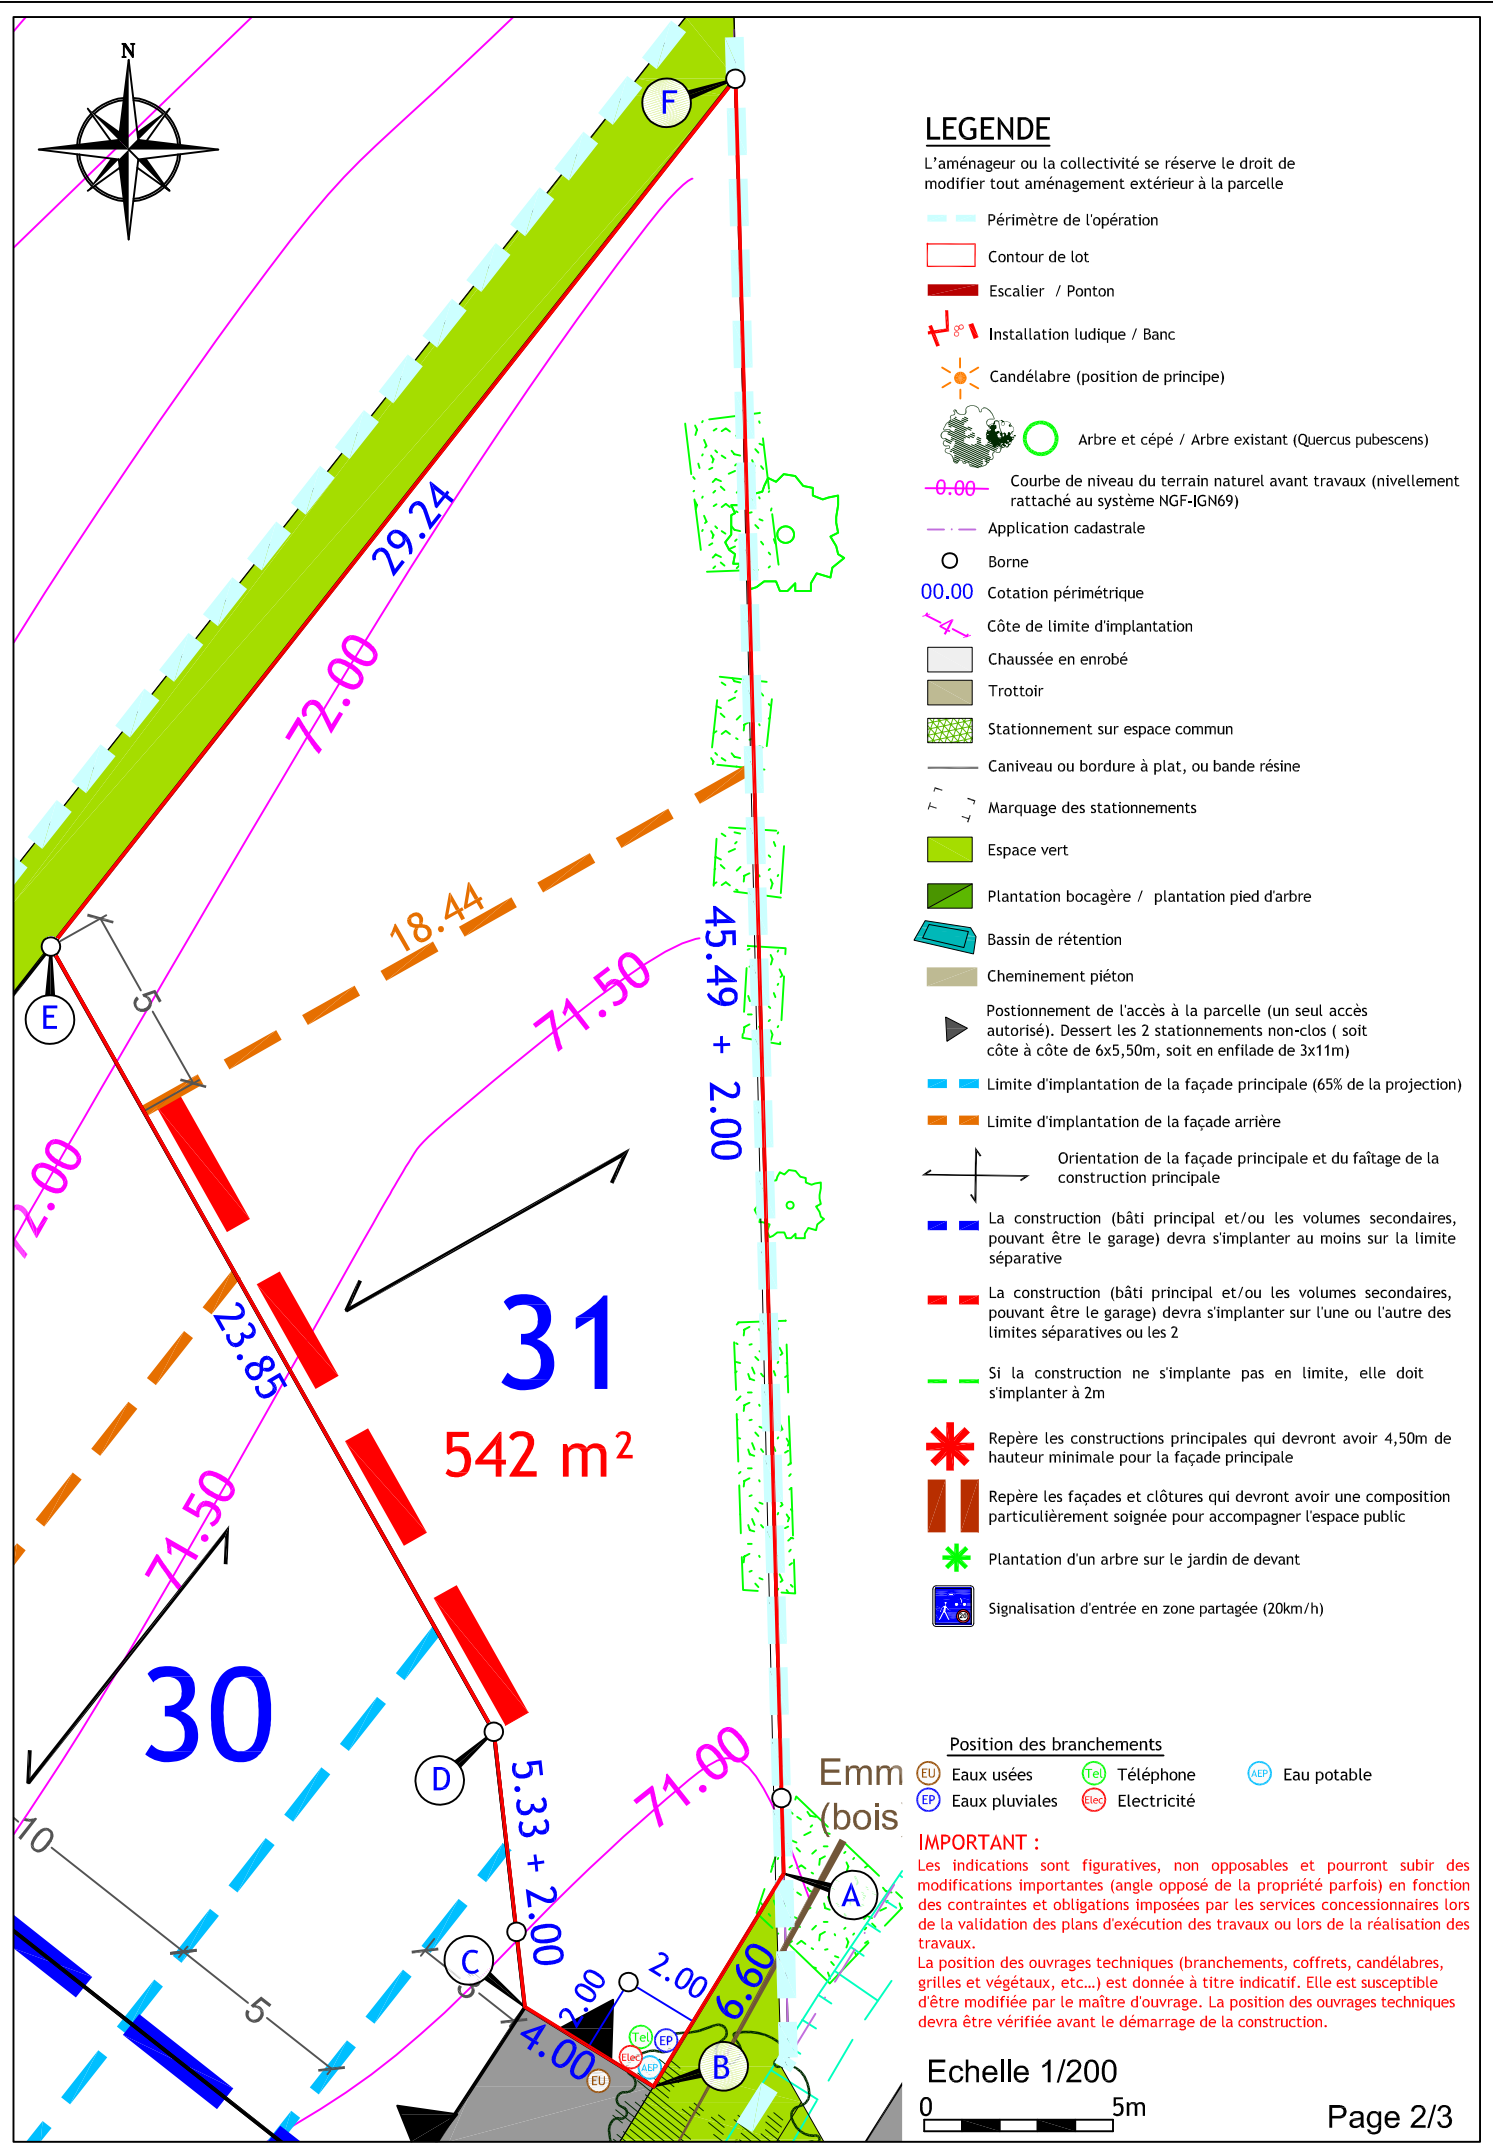 N
F
29.24
72.00
18.44
E
5
71.50
45.49 + 2.00
72.00
23.85
31
542 m²
71.50
30
D
5.33 + 2.00
71.00
Emm
(bois
10
5
A
C
2.00
2.00
6.60
4.00
Tel
EP
Elec
AEP
EU
B
LEGENDE
L'aménageur ou la collectivité se réserve le droit de
modifier tout aménagement extérieur à la parcelle
Périmètre de l'opération
Contour de lot
Escalier / Ponton
Installation ludique / Banc
Candélabre (position de principe)
Arbre et cépé / Arbre existant (Quercus pubescens)
0.00
Courbe de niveau du terrain naturel avant travaux (nivellement
rattaché au système NGF-IGN69)
Application cadastrale
Borne
00.00 Cotation périmétrique
4
Côte de limite d'implantation
Chaussée en enrobé
Trottoir
Stationnement sur espace commun
Caniveau ou bordure à plat, ou bande résine
Marquage des stationnements
Espace vert
Plantation bocagère / plantation pied d'arbre
Bassin de rétention
Cheminement piéton
Postionnement de l'accès à la parcelle (un seul accès
autorisé). Dessert les 2 stationnements non-clos ( soit
côte à côte de 6x5,50m, soit en enfilade de 3x11m)
Limite d'implantation de la façade principale (65% de la projection)
Limite d'implantation de la façade arrière
Orientation de la façade principale et du faîtage de la
construction principale
La construction (bâti principal et/ou les volumes secondaires,
pouvant être le garage) devra s'implanter au moins sur la limite
séparative
La construction (bâti principal et/ou les volumes secondaires,
pouvant être le garage) devra s'implanter sur l'une ou l'autre des
limites séparatives ou les 2
Si la construction ne s'implante pas en limite, elle doit
s'implanter à 2m
Repère les constructions principales qui devront avoir 4,50m de
hauteur minimale pour la façade principale
Repère les façades et clôtures qui devront avoir une composition
particulièrement soignée pour accompagner l'espace public
Plantation d'un arbre sur le jardin de devant
Signalisation d'entrée en zone partagée (20km/h)
Position des branchements
EU Eaux usées
Tel Téléphone
AEP Eau potable
EP Eaux pluviales
Elec Electricité
IMPORTANT :
Les indications sont figuratives, non opposables et pourront subir des
modifications importantes (angle opposé de la propriété parfois) en fonction
des contraintes et obligations imposées par les services concessionnaires lors
de la validation des plans d'exécution des travaux ou lors de la réalisation des
travaux.
La position des ouvrages techniques (branchements, coffrets, candélabres,
grilles et végétaux, etc...) est donnée à titre indicatif. Elle est susceptible
d'être modifiée par le maître d'ouvrage. La position des ouvrages techniques
devra être vérifiée avant le démarrage de la construction.
Echelle 1/200
0 5m
Page 2/3